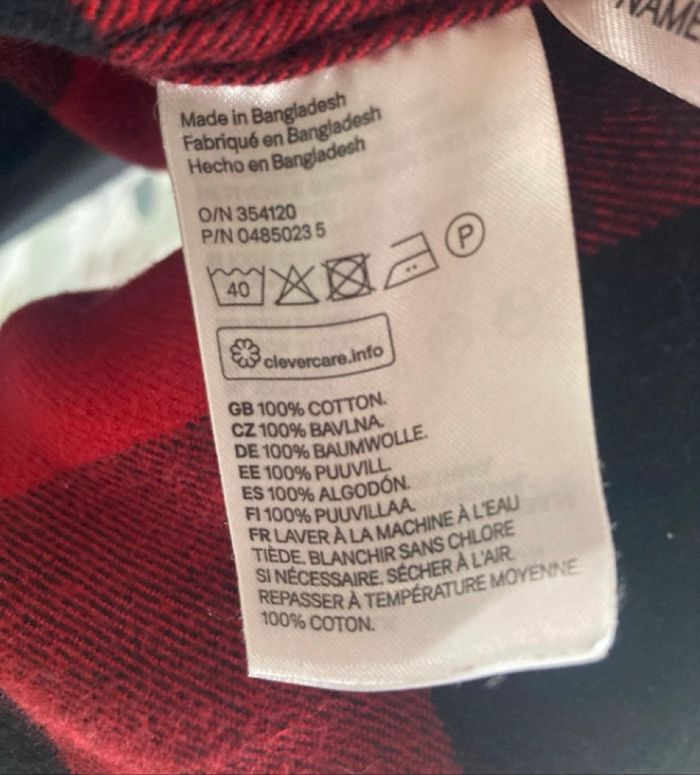 Made in Bangladesh
Fabriqué en Bangladesh
Hecho en Bangladesh
O/N 354120
P/N 0485023 5
40
P
clevercare.info
GB 100% COTTON.
CZ 100% BAVLNA.
DE 100% BAUMWOLLE.
EE 100% PUUVILL.
ES 100% ALGODÓN.
FI 100% PUUVILLAA.
FR LAVER À LA MACHINE À L'EAU
TIÈDE. BLANCHIR SANS CHLORE
SI NÉCESSAIRE. SÉCHER À L'AIR.
REPASSER À TEMPÉRATURE MOYENNE.
100% COTON.